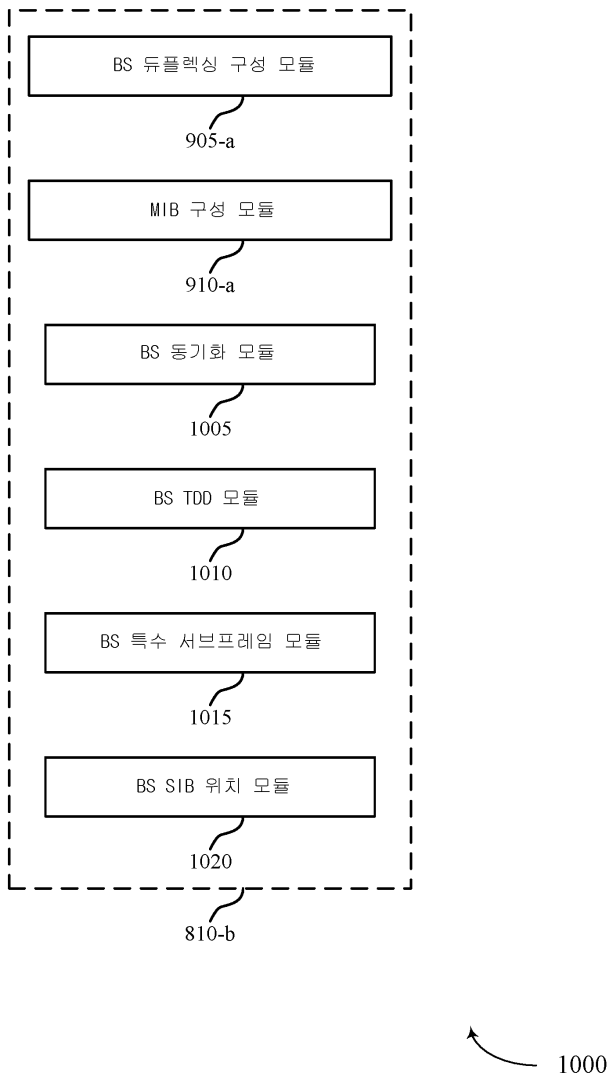 BS 듀플렉싱 구성 모듈
905-a
MIB 구성 모듈
910-a
BS 동기화 모듈
1005
BS TDD 모듈
1010
BS 특수 서브프레임 모듈
1015
BS SIB 위치 모듈
1020
810-b
1000